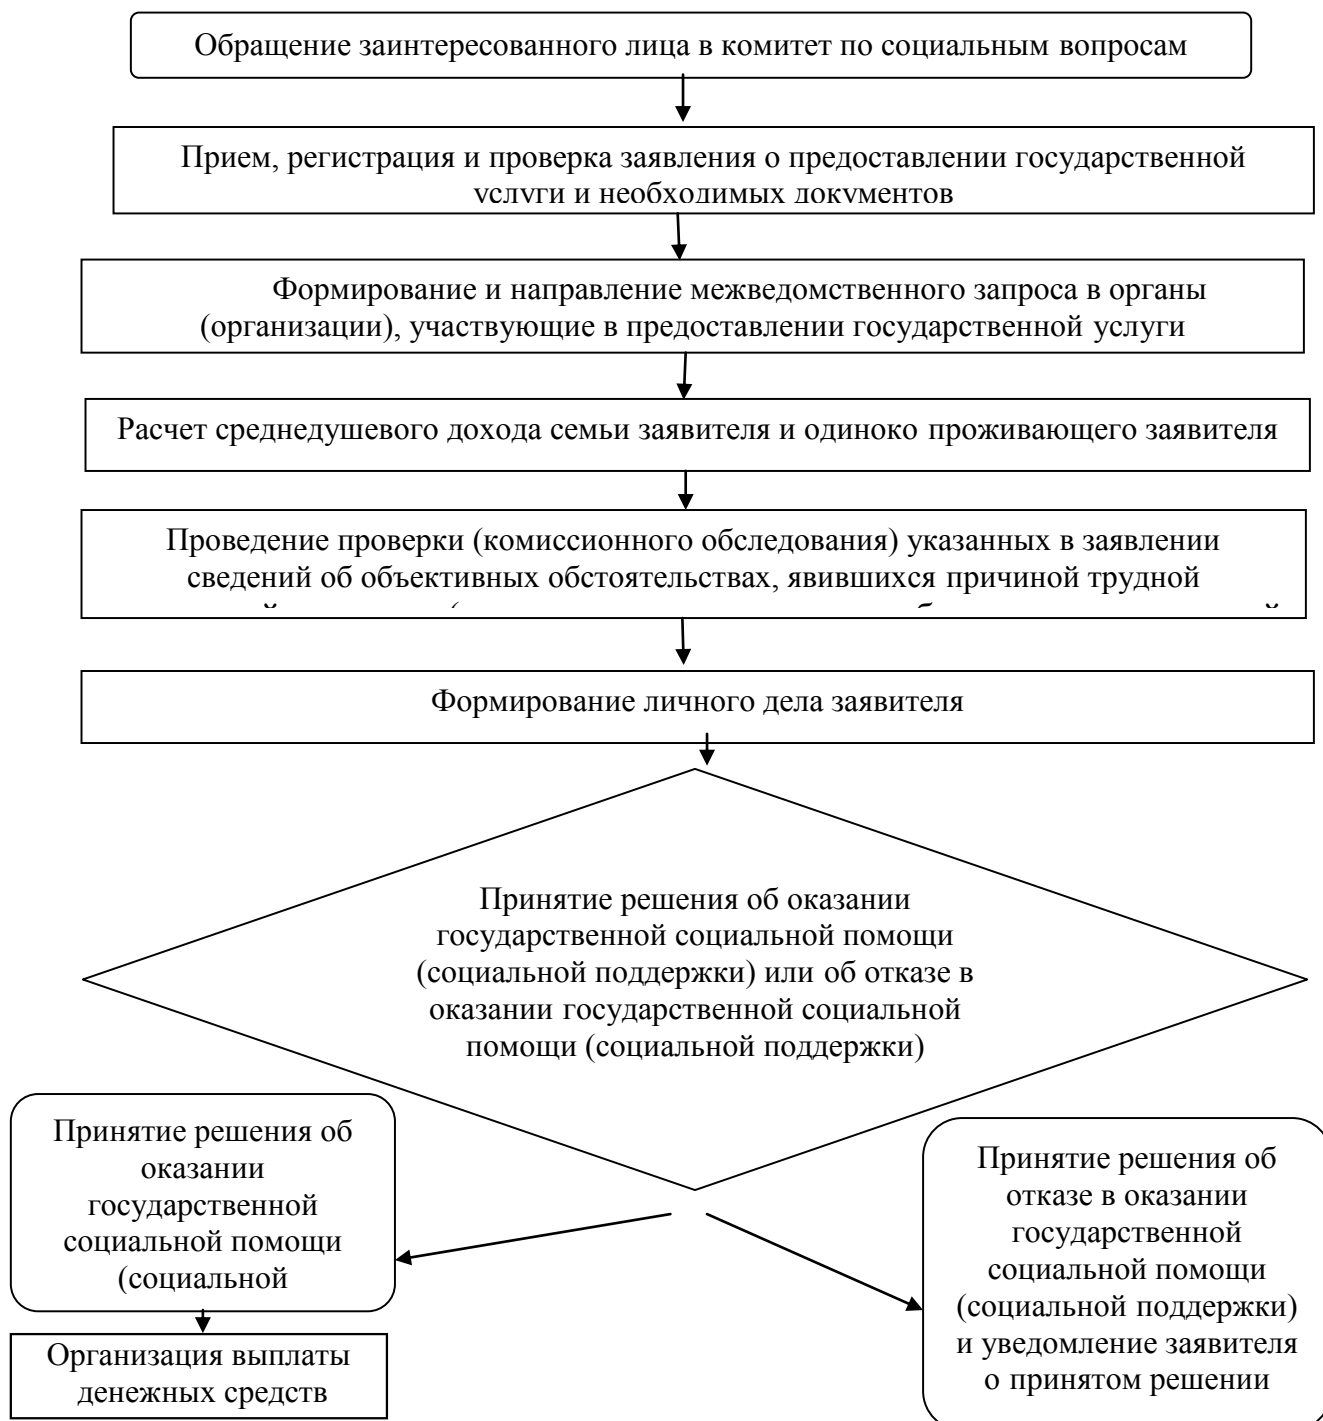 Обращение заинтересованного лица в комитет по социальным вопросам
Прием, регистрация и проверка заявления о предоставлении государственной
услуги и необходимых документов
Формирование и направление межведомственного запроса в органы
(организации), участвующие в предоставлении государственной услуги
Расчет среднедушевого дохода семьи заявителя и одиноко проживающего заявителя
Проведение проверки (комиссионного обследования) указанных в заявлении
сведений об объективных обстоятельствах, явившихся причиной трудной
Формирование личного дела заявителя
Принятие решения об оказании
государственной социальной помощи
(социальной поддержки) или об отказе в
оказании государственной социальной
помощи (социальной поддержки)
Принятие решения об
оказании
государственной
социальной помощи
(социальной
Организация выплаты
денежных средств
Принятие решения об
отказе в оказании
государственной
социальной помощи
(социальной поддержки)
и уведомление заявителя
о принятом решении